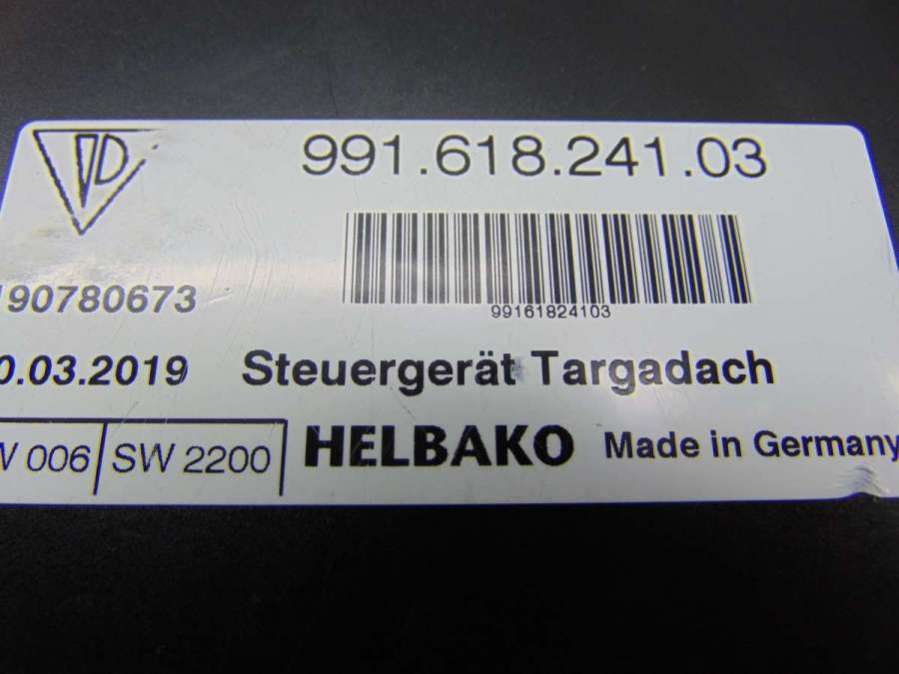 991.618.241.03
99161824103
190780673
0.03.2019 Steuergerät Targadach
W 006 SW 2200 HELBAKO Made in Germany